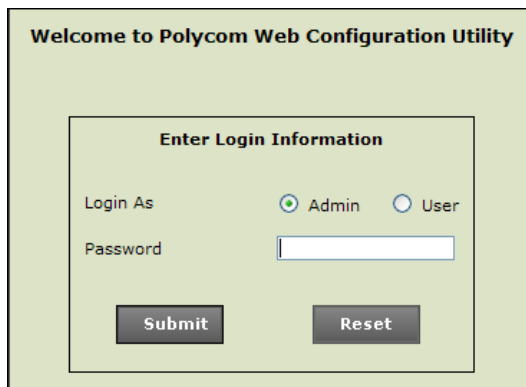 Welcome to Polycom Web Configuration Utility
Enter Login Information
Login As Admin User
Password
Submit Reset